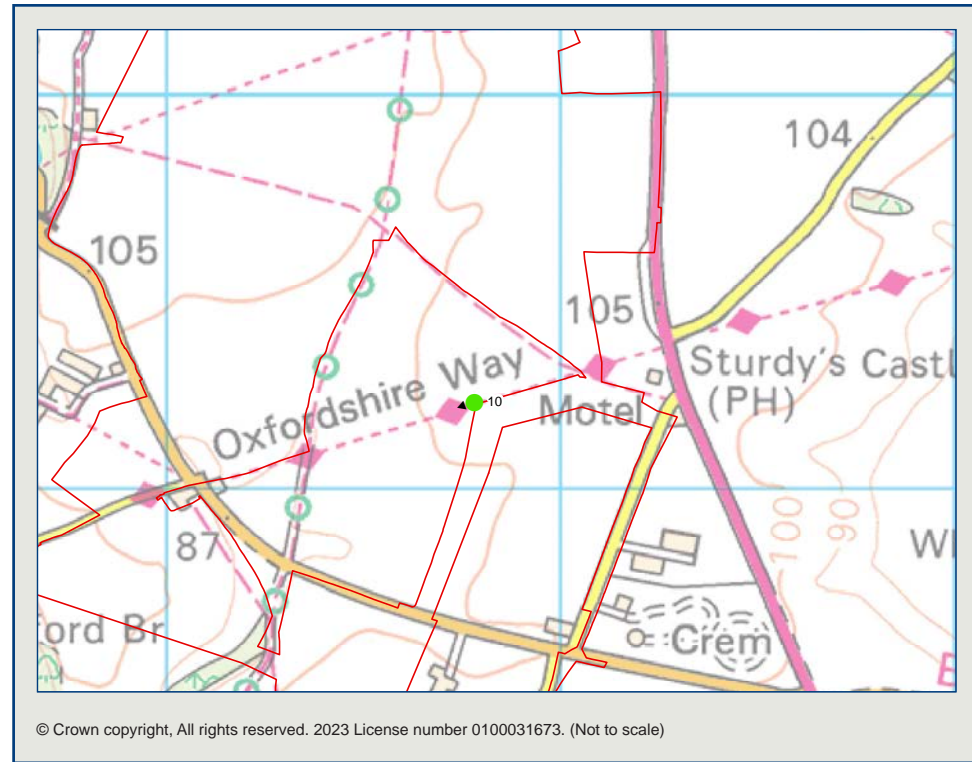 104
105
105
Sturdy's Castl
(PH)
Oxfordshire Way
10
Motel
87
100
90
Wl
ford Br
Crem
E
© Crown copyright, All rights reserved. 2023 License number 0100031673. (Not to scale)